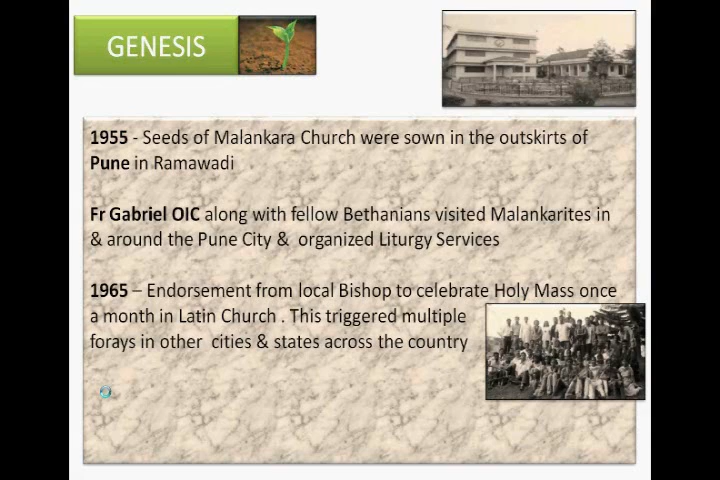 GENESIS
1955 - Seeds of Malankara Church were sown in the outskirts of
Pune in Ramawadi
Fr Gabriel OIC along with fellow Bethanians visited Malankarites in
& around the Pune City &  organized Liturgy Services
1965 – Endorsement from local Bishop to celebrate Holy Mass once
a month in Latin Church . This triggered multiple
forays in other  cities & states across the country